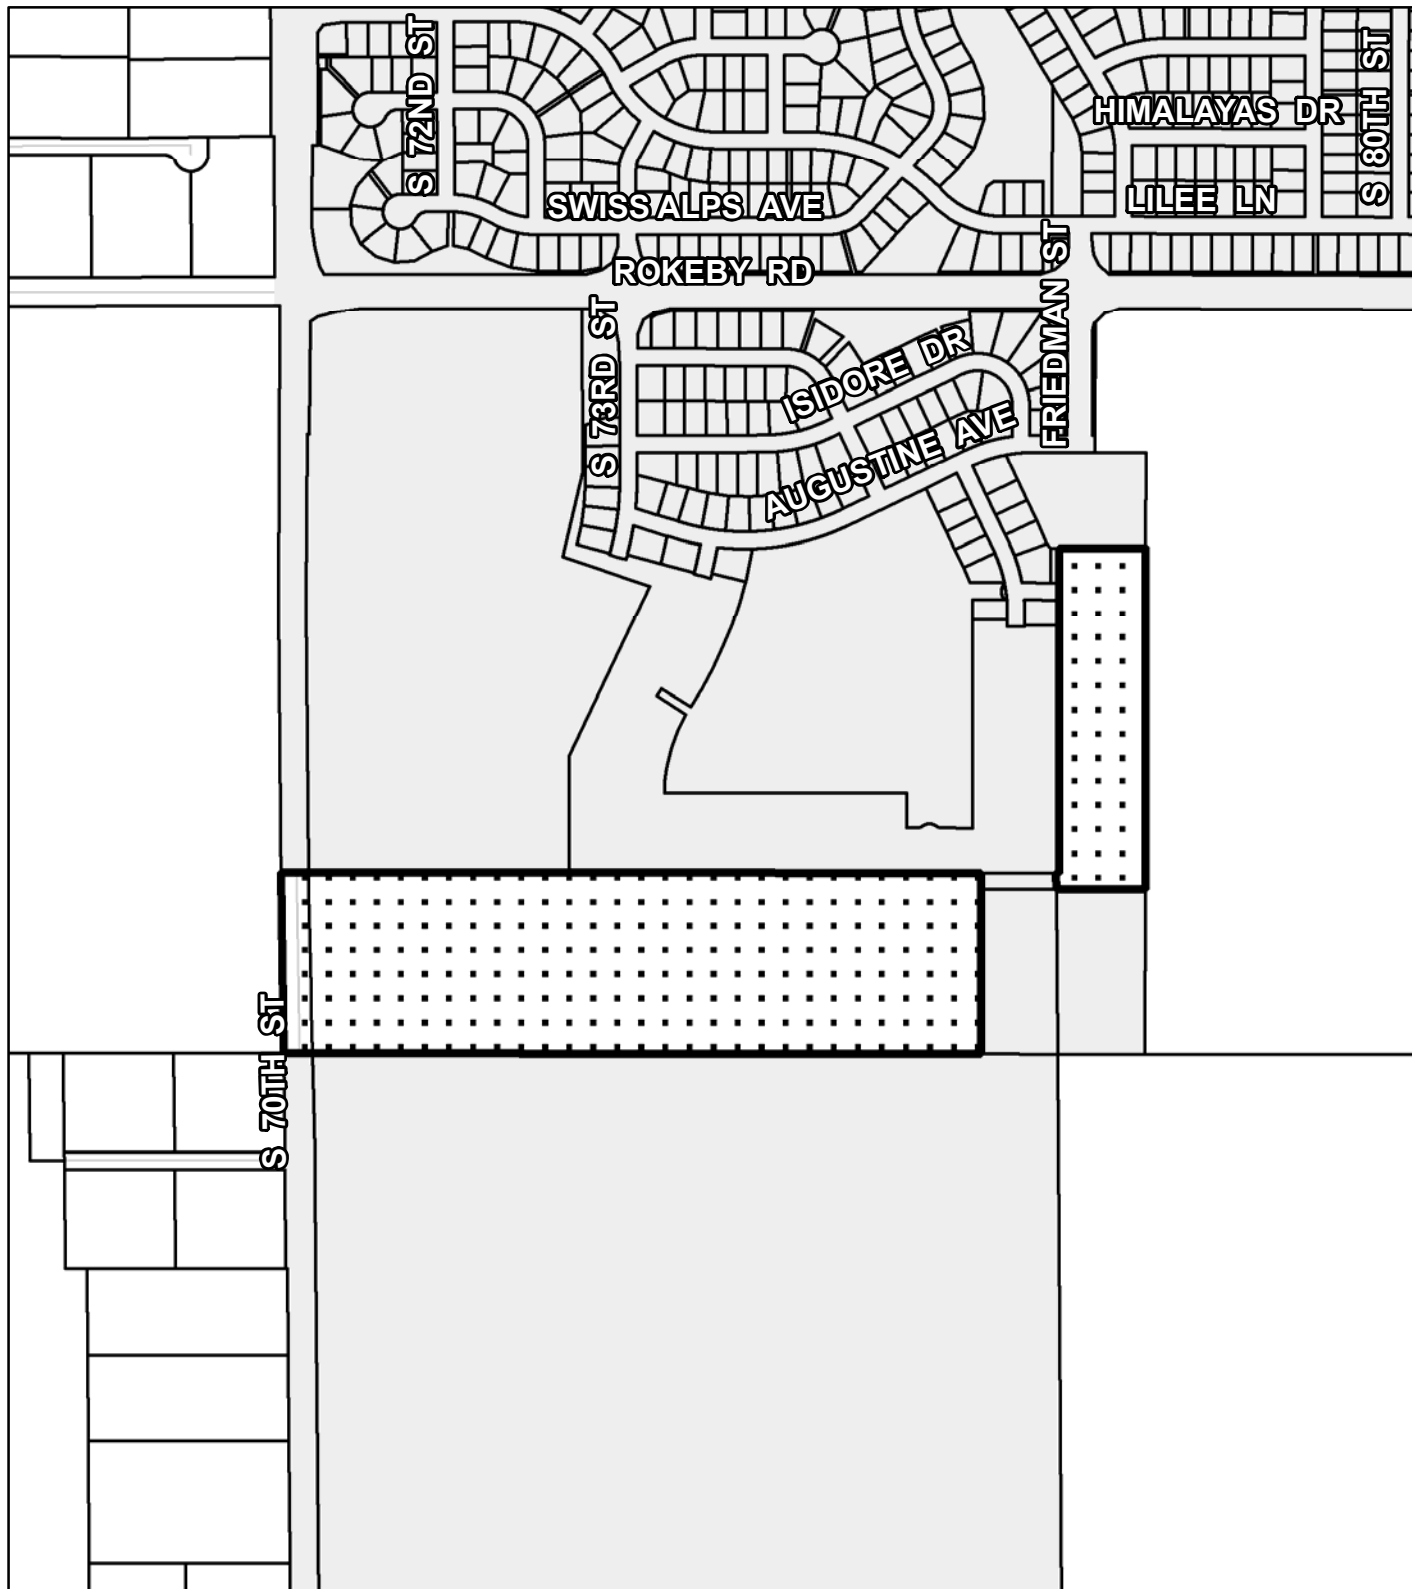 S 72ND ST
HIMALAYAS DR
S 80TH ST
SWISS ALPS AVE
LILEE LN
ROKEBY RD
FRIEDMAN ST
S 73RD ST
ISIDORE DR
AUGUSTINE AVE
S 70TH ST